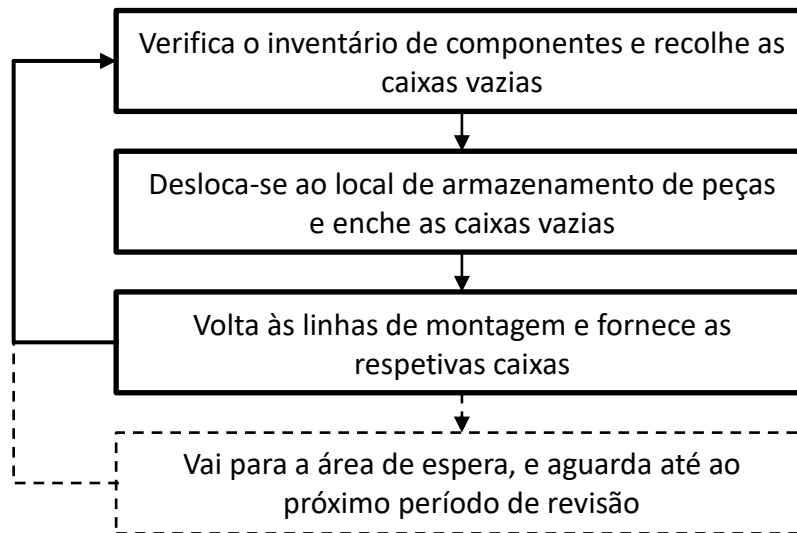 Verifica o inventário de componentes e recolhe as
caixas vazias
Desloca-se ao local de armazenamento de peças
e enche as caixas vazias
Volta às linhas de montagem e fornece as
respetivas caixas
Vai para a área de espera, e aguarda até ao
próximo período de revisão